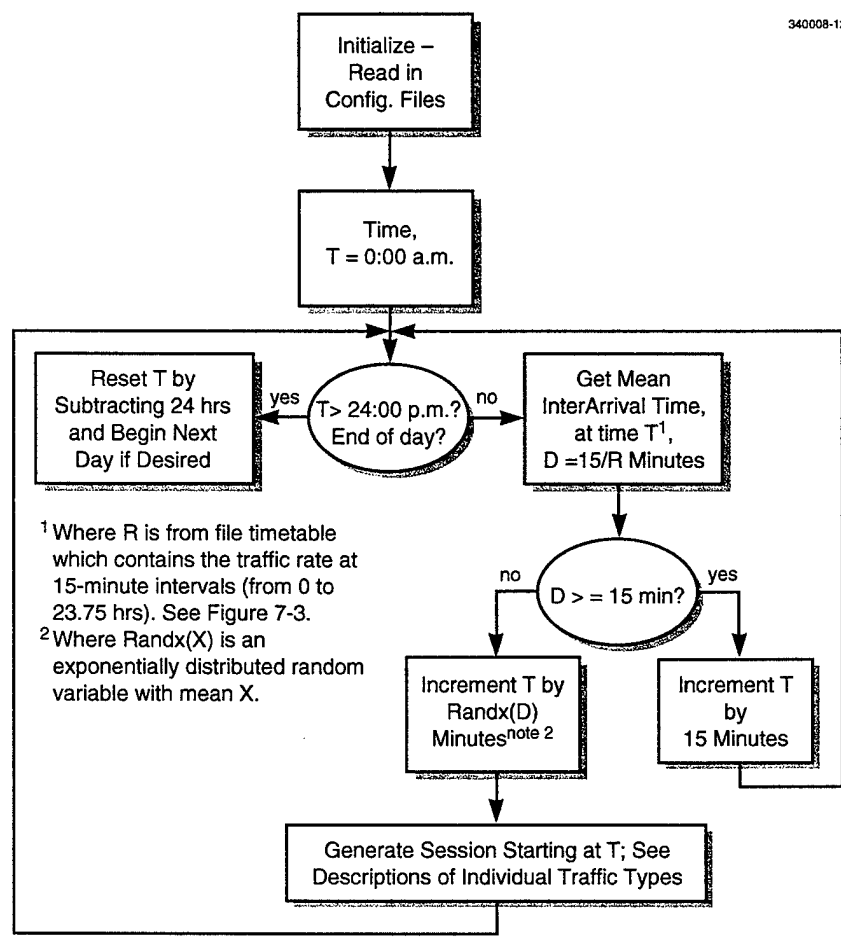 340008-12
Initialize –
Read in
Config. Files
Time,
T = 0:00 a.m.
Reset T by
Subtracting 24 hrs
and Begin Next
Day if Desired
yes
T> 24:00 p.m.?
End of day?
no
Get Mean
InterArrival Time,
at time T¹,
D =15/R Minutes
¹ Where R is from file timetable
which contains the traffic rate at
15-minute intervals (from 0 to
23.75 hrs). See Figure 7-3.
² Where Randx(X) is an
exponentially distributed random
variable with mean X.
no
D > = 15 min?
yes
Increment T by
Randx(D)
Minutes note 2
Increment T
by
15 Minutes
Generate Session Starting at T; See
Descriptions of Individual Traffic Types